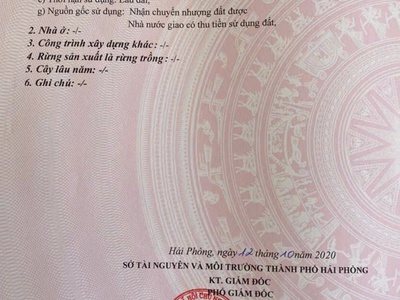 e) Thời hạn sử dụng: Lâu dài;
g) Nguồn gốc sử dụng: Nhận chuyển nhượng đất được
Nhà nước giao có thu tiền sử dụng đất.
2. Nhà ở: -/-
3. Công trình xây dựng khác: -/-
4. Rừng sản xuất là rừng trồng: -/-
5. Cây lâu năm: -/-
6. Ghi chú: -/-
Hải Phòng, ngày 12 tháng 10 năm 2020
SỞ TÀI NGUYÊN VÀ MÔI TRƯỜNG THÀNH PHỐ HẢI PHÒNG
KT. GIÁM ĐỐC
PHÓ GIÁM ĐỐC